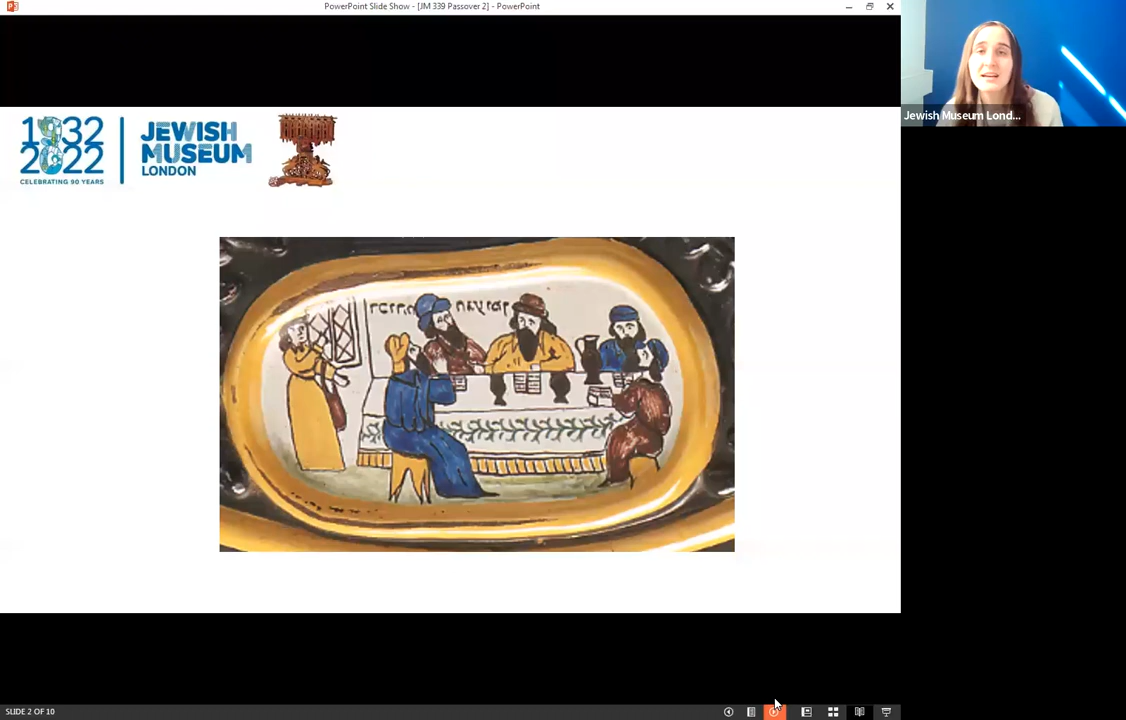 PowerPoint Slide Show - [JM 339 Passover 2] - PowerPoint
1932
2022
CELEBRATING 90 YEARS
JEWISH
MUSEUM
LONDON
Jewish Museum Lond...
SLIDE 2 OF 10